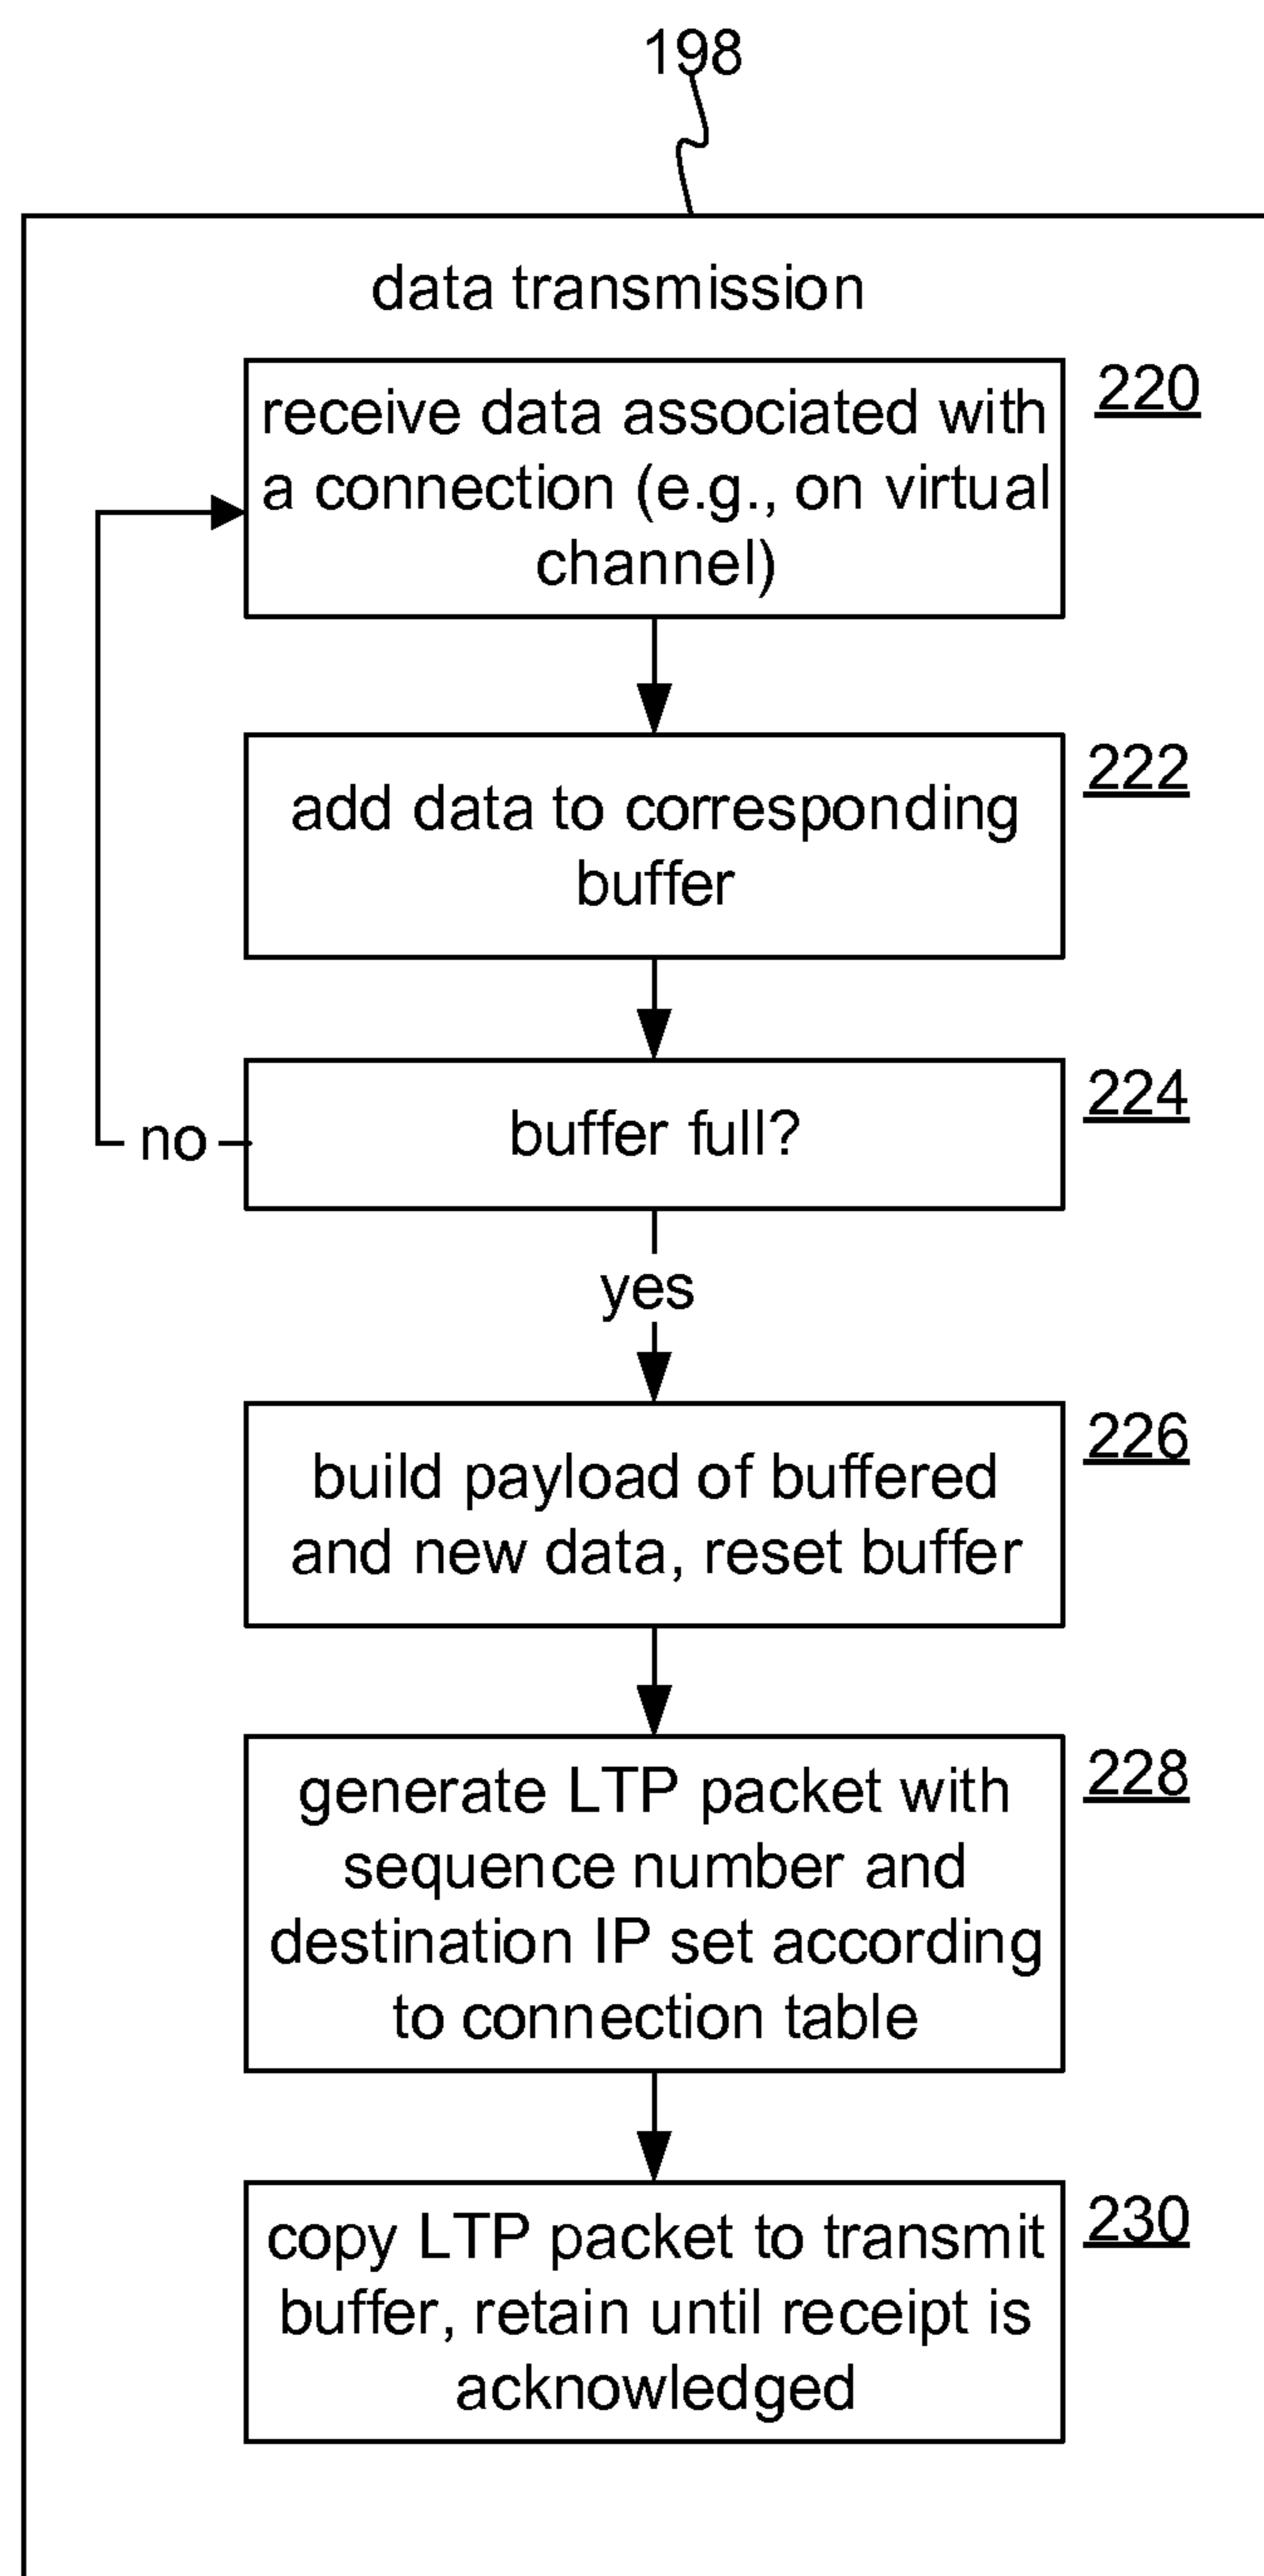 198
data transmission
220
receive data associated with
a connection (e.g., on virtual
channel)
222
add data to corresponding
buffer
224
buffer full?
no
yes
226
build payload of buffered
and new data, reset buffer
228
generate LTP packet with
sequence number and
destination IP set according
to connection table
230
copy LTP packet to transmit
buffer, retain until receipt is
acknowledged